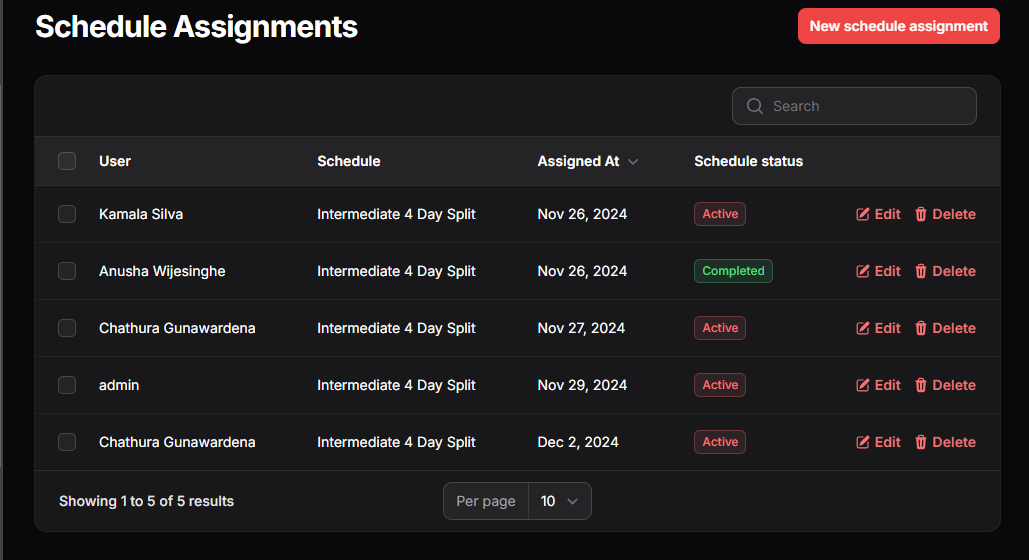 Schedule Assignments
New schedule assignment
Search
User Schedule Assigned At Schedule status
Kamala Silva Intermediate 4 Day Split Nov 26, 2024 Active Edit Delete
Anusha Wijesinghe Intermediate 4 Day Split Nov 26, 2024 Completed Edit Delete
Chathura Gunawardena Intermediate 4 Day Split Nov 27, 2024 Active Edit Delete
admin Intermediate 4 Day Split Nov 29, 2024 Active Edit Delete
Chathura Gunawardena Intermediate 4 Day Split Dec 2, 2024 Active Edit Delete
Showing 1 to 5 of 5 results Per page 10